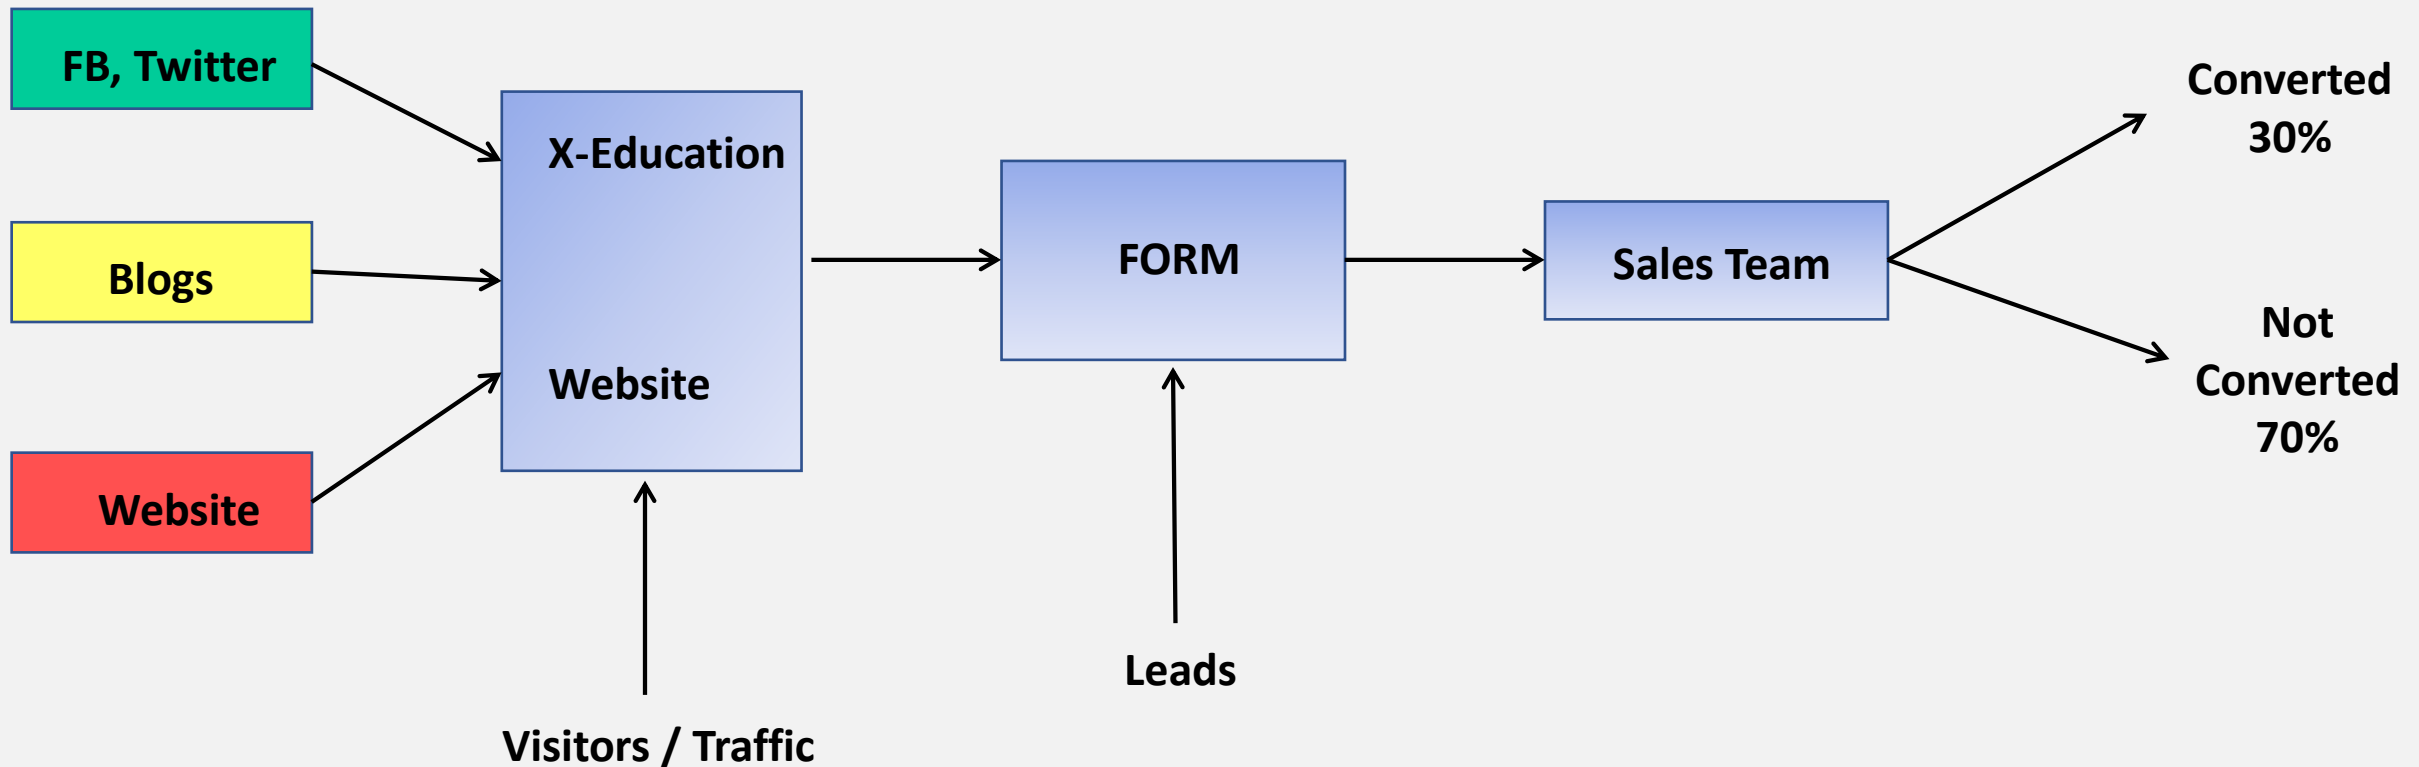 FB, Twitter
Blogs
Website
X-Education
Website
Visitors / Traffic
FORM
Leads
Sales Team
Converted
30%
Not
Converted
70%